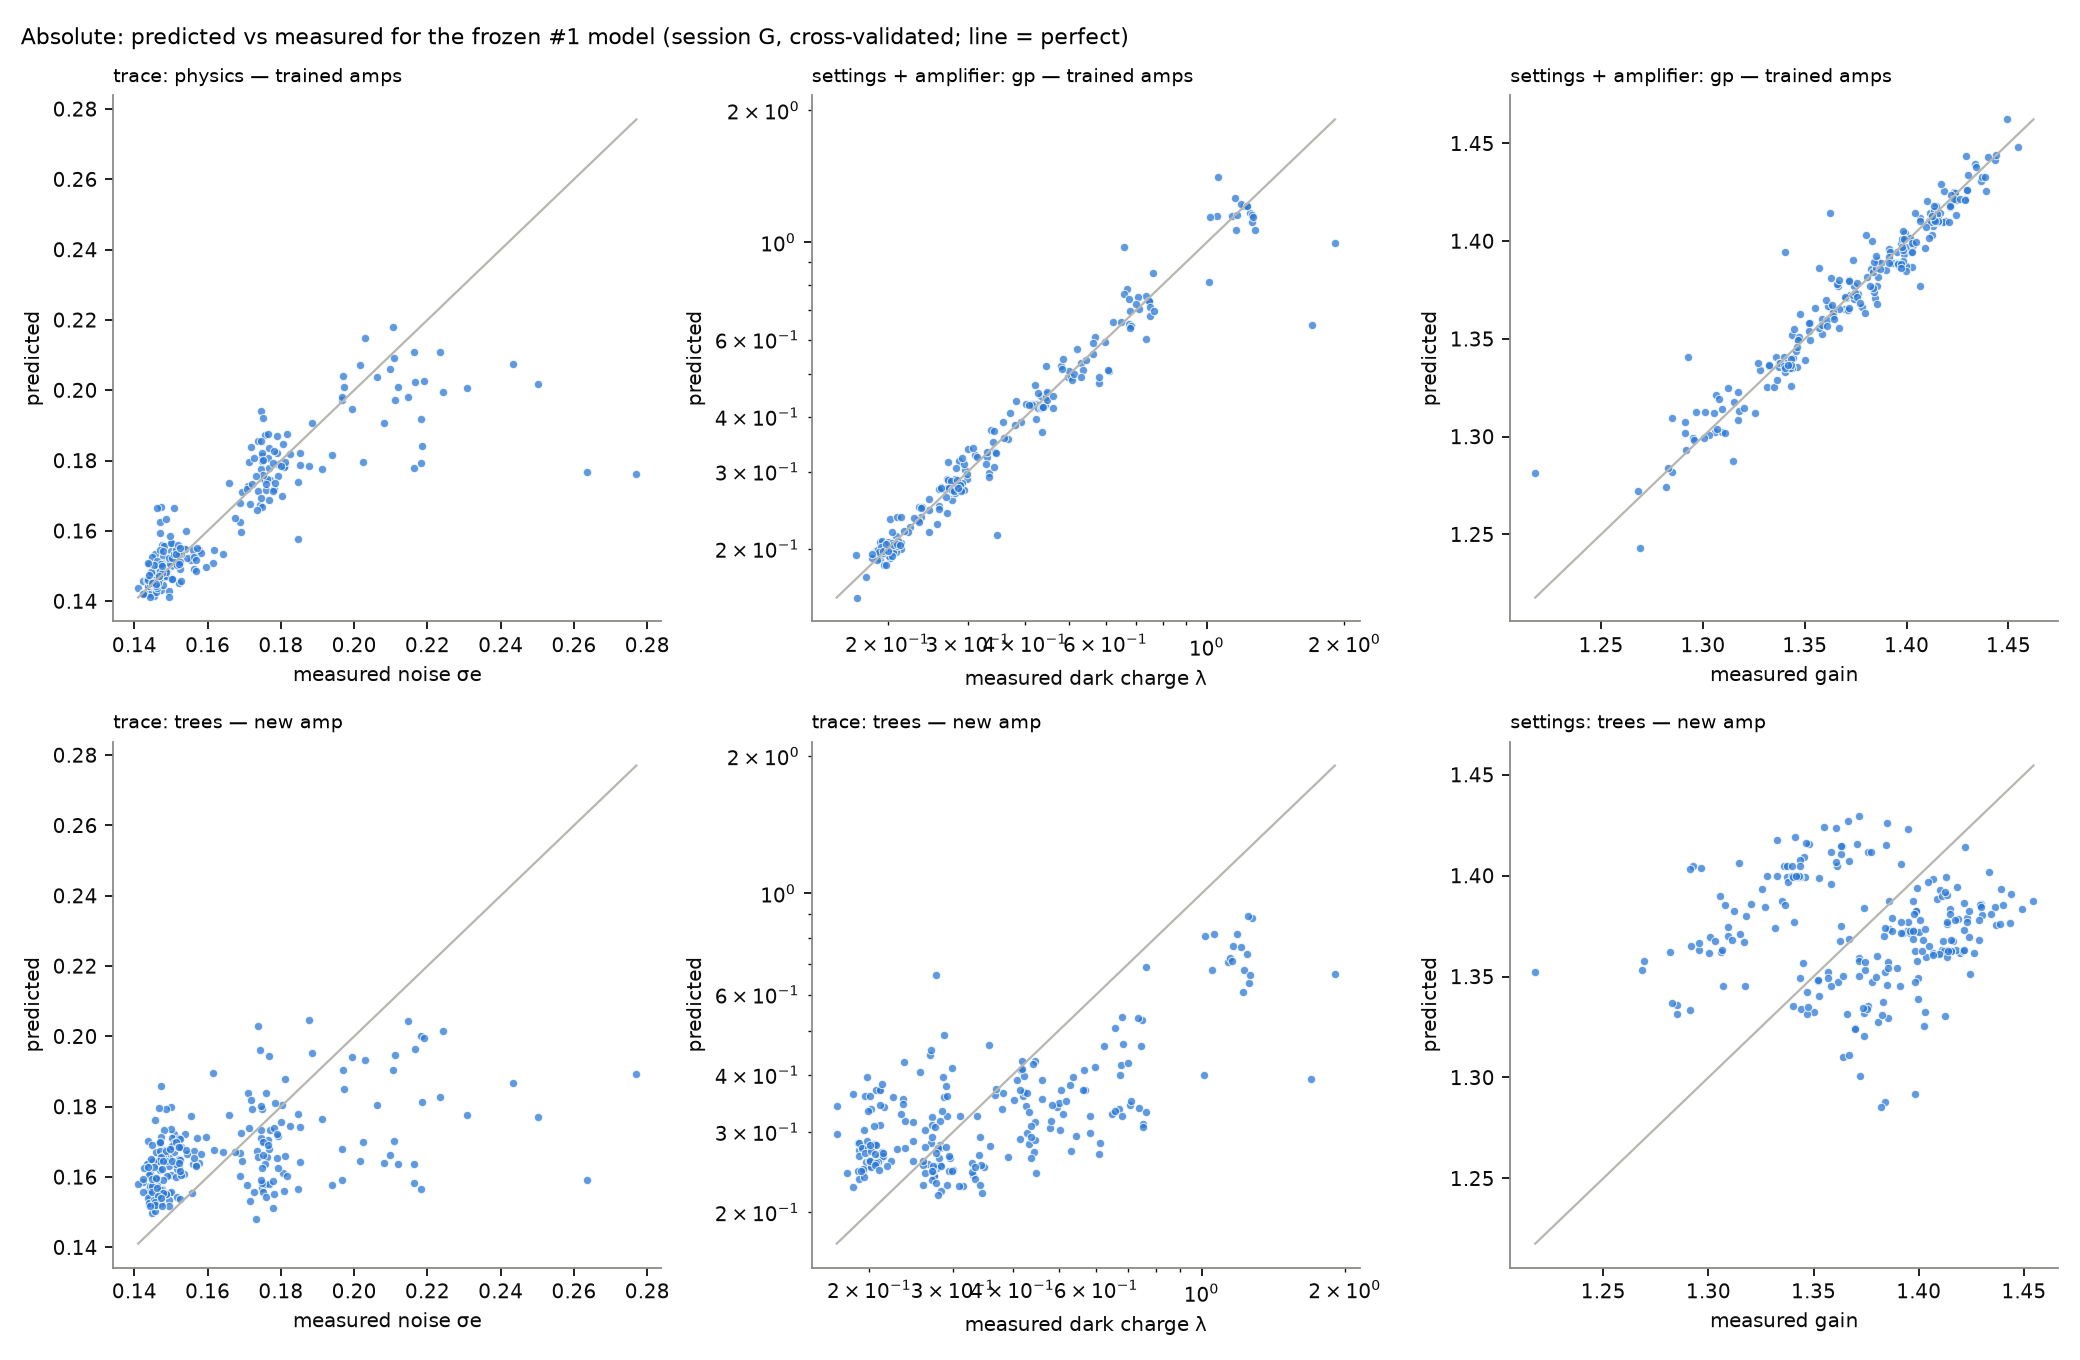 Absolute: predicted vs measured for the frozen #1 model (session G, cross-validated; line = perfect)
trace: physics — trained amps
0.28
0.26
0.24
0.22
0.20
0.18
0.16
0.14
predicted
0.14 0.16 0.18 0.20 0.22 0.24 0.26 0.28
measured noise σe
settings + amplifier: gp — trained amps
2 × 10⁰
10⁰
6 × 10⁻¹
4 × 10⁻¹
3 × 10⁻¹
2 × 10⁻¹
predicted
2 × 10⁻¹ 3 × 10⁻¹ 4 × 10⁻¹ 6 × 10⁻¹ 10⁰ 2 × 10⁰
measured dark charge λ
settings + amplifier: gp — trained amps
1.45
1.40
1.35
1.30
1.25
predicted
1.25 1.30 1.35 1.40 1.45
measured gain
trace: trees — new amp
0.28
0.26
0.24
0.22
0.20
0.18
0.16
0.14
predicted
0.14 0.16 0.18 0.20 0.22 0.24 0.26 0.28
measured noise σe
trace: trees — new amp
2 × 10⁰
10⁰
6 × 10⁻¹
4 × 10⁻¹
3 × 10⁻¹
2 × 10⁻¹
predicted
2 × 10⁻¹ 3 × 10⁻¹ 4 × 10⁻¹ 6 × 10⁻¹ 10⁰ 2 × 10⁰
measured dark charge λ
settings: trees — new amp
1.45
1.40
1.35
1.30
1.25
predicted
1.25 1.30 1.35 1.40 1.45
measured gain